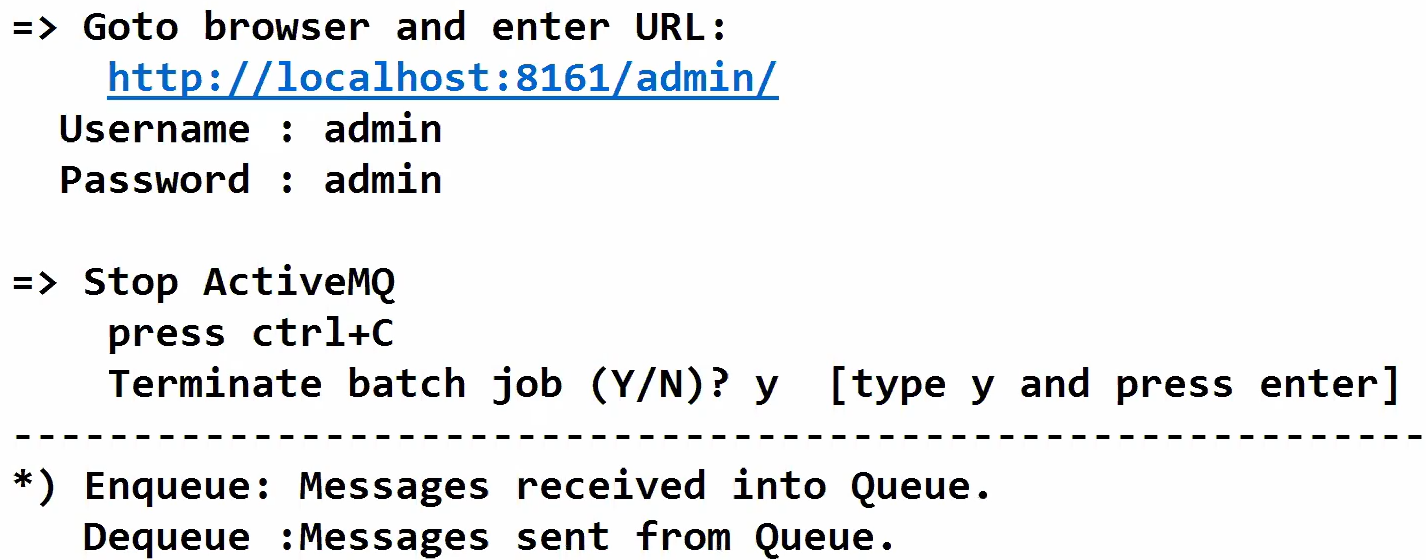 => Goto browser and enter URL:
http://localhost:8161/admin/
Username : admin
Password : admin
=> Stop ActiveMQ
press ctrl+C
Terminate batch job (Y/N)? y  [type y and press enter]
-----------------------------------------------------------
*) Enqueue: Messages received into Queue.
Dequeue :Messages sent from Queue.